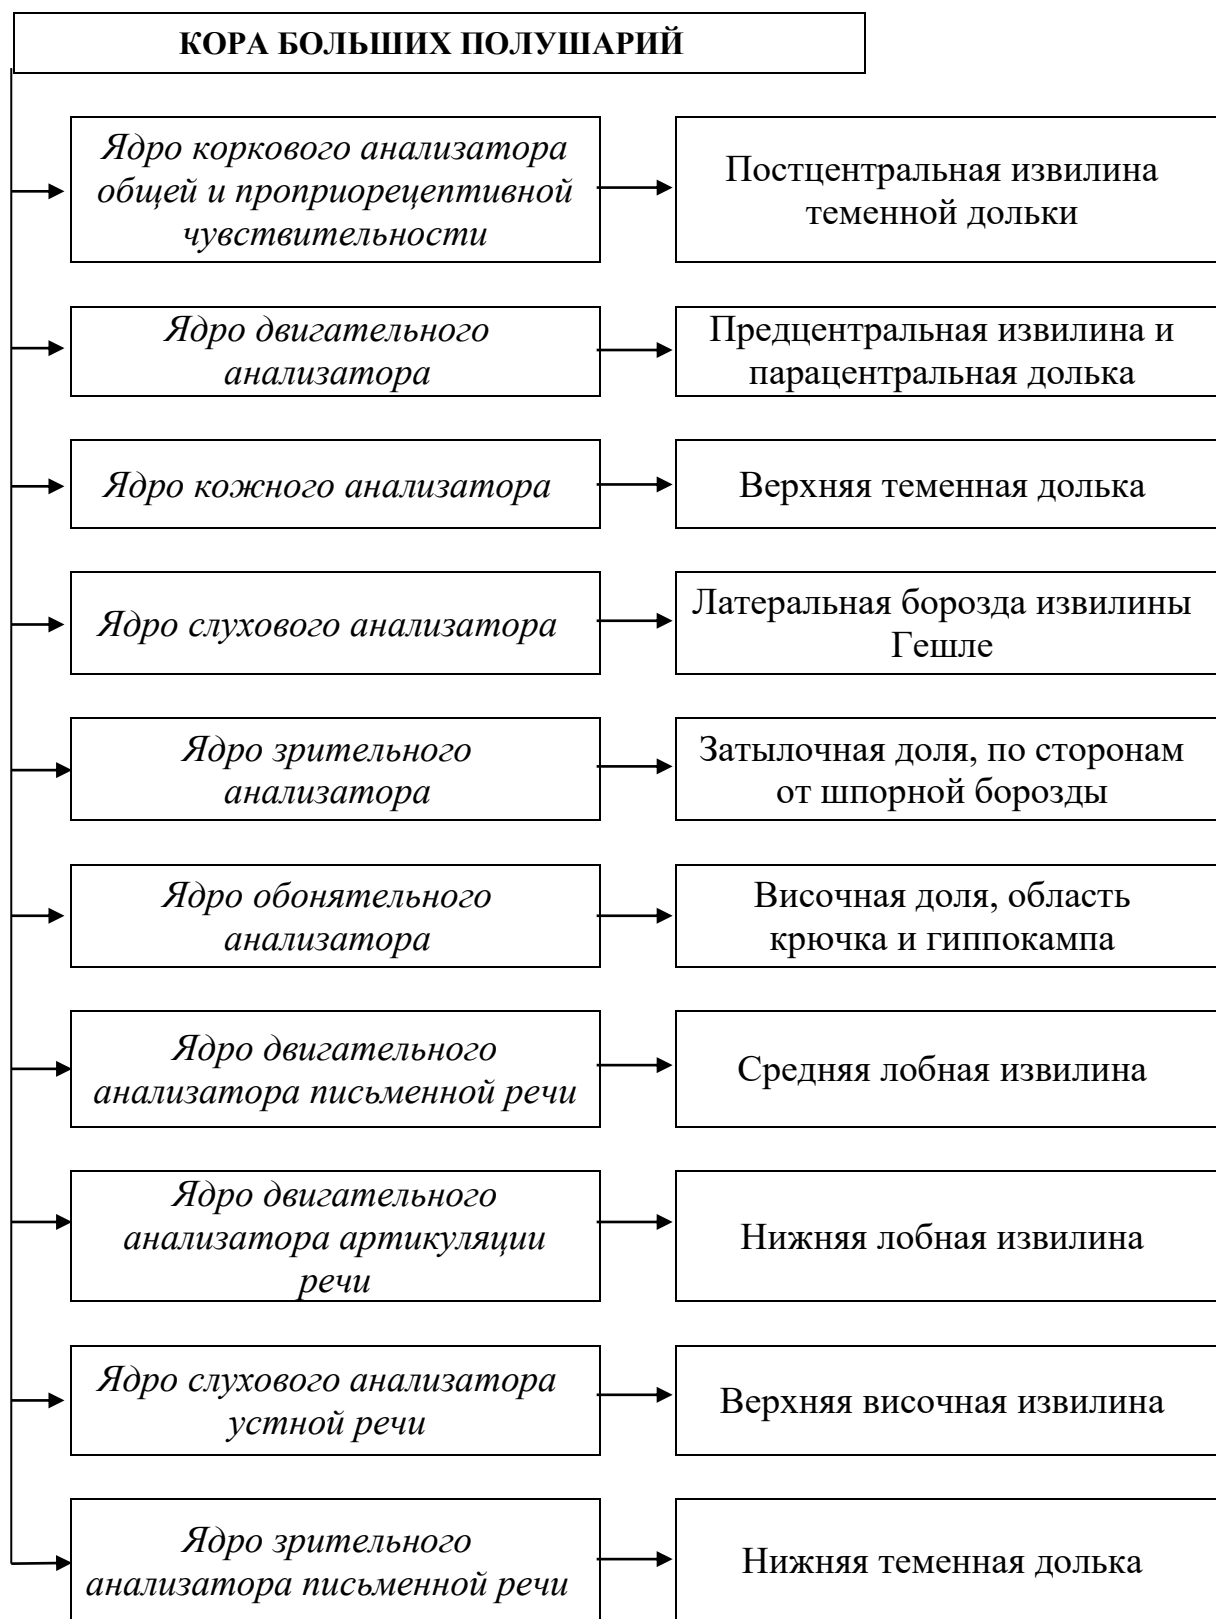 КОРА БОЛЬШИХ ПОЛУШАРИЙ
Ядро коркового анализатора
общей и проприорецептивной
чувствительности
Постцентральная извилина
теменной дольки
Ядро двигательного
анализатора
Предцентральная извилина и
парацентральная долька
Ядро кожного анализатора
Верхняя теменная долька
Ядро слухового анализатора
Латеральная борозда извилины
Гешле
Ядро зрительного
анализатора
Затылочная доля, по сторонам
от шпорной борозды
Ядро обонятельного
анализатора
Височная доля, область
крючка и гиппокампа
Ядро двигательного
анализатора письменной речи
Средняя лобная извилина
Ядро двигательного
анализатора артикуляции
речи
Нижняя лобная извилина
Ядро слухового анализатора
устной речи
Верхняя височная извилина
Ядро зрительного
анализатора письменной речи
Нижняя теменная долька